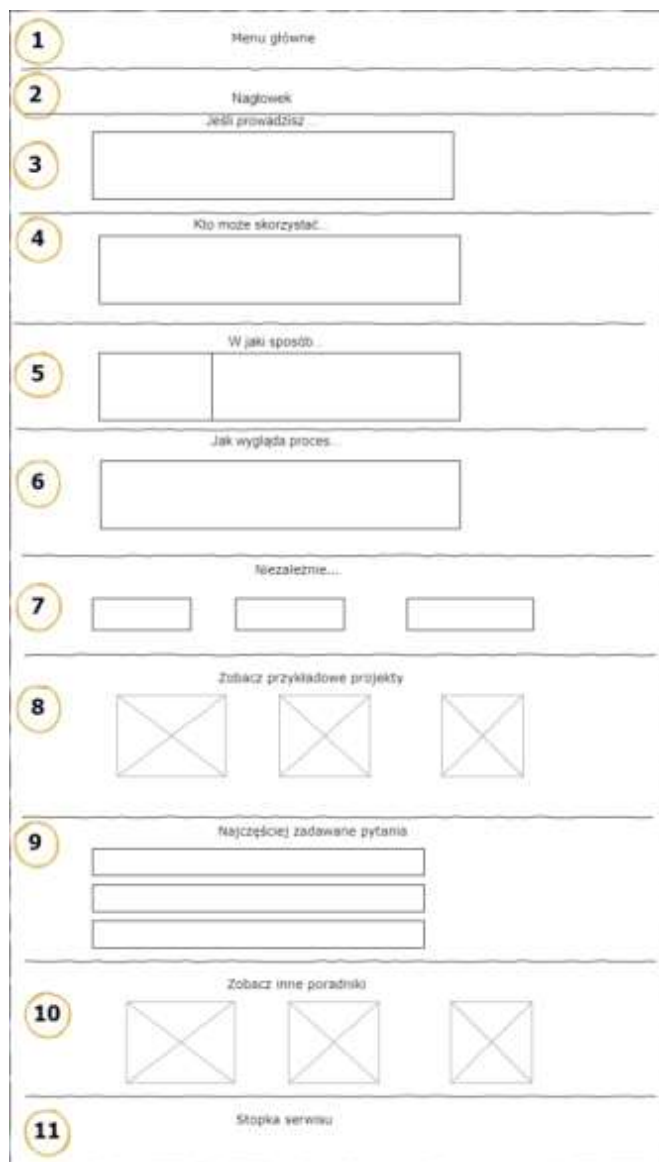 1
Menu główne
2
Nagłowek
Jeśli prowadzisz...
3
4
Kto może skorzystać...
W jaki sposób...
5
Jak wygląda proces...
6
Niezależnie...
7
Zobacz przykładowe projekty
8
Najczęściej zadawane pytania
9
Zobacz inne poradniki
10
Stopka serwisu
11